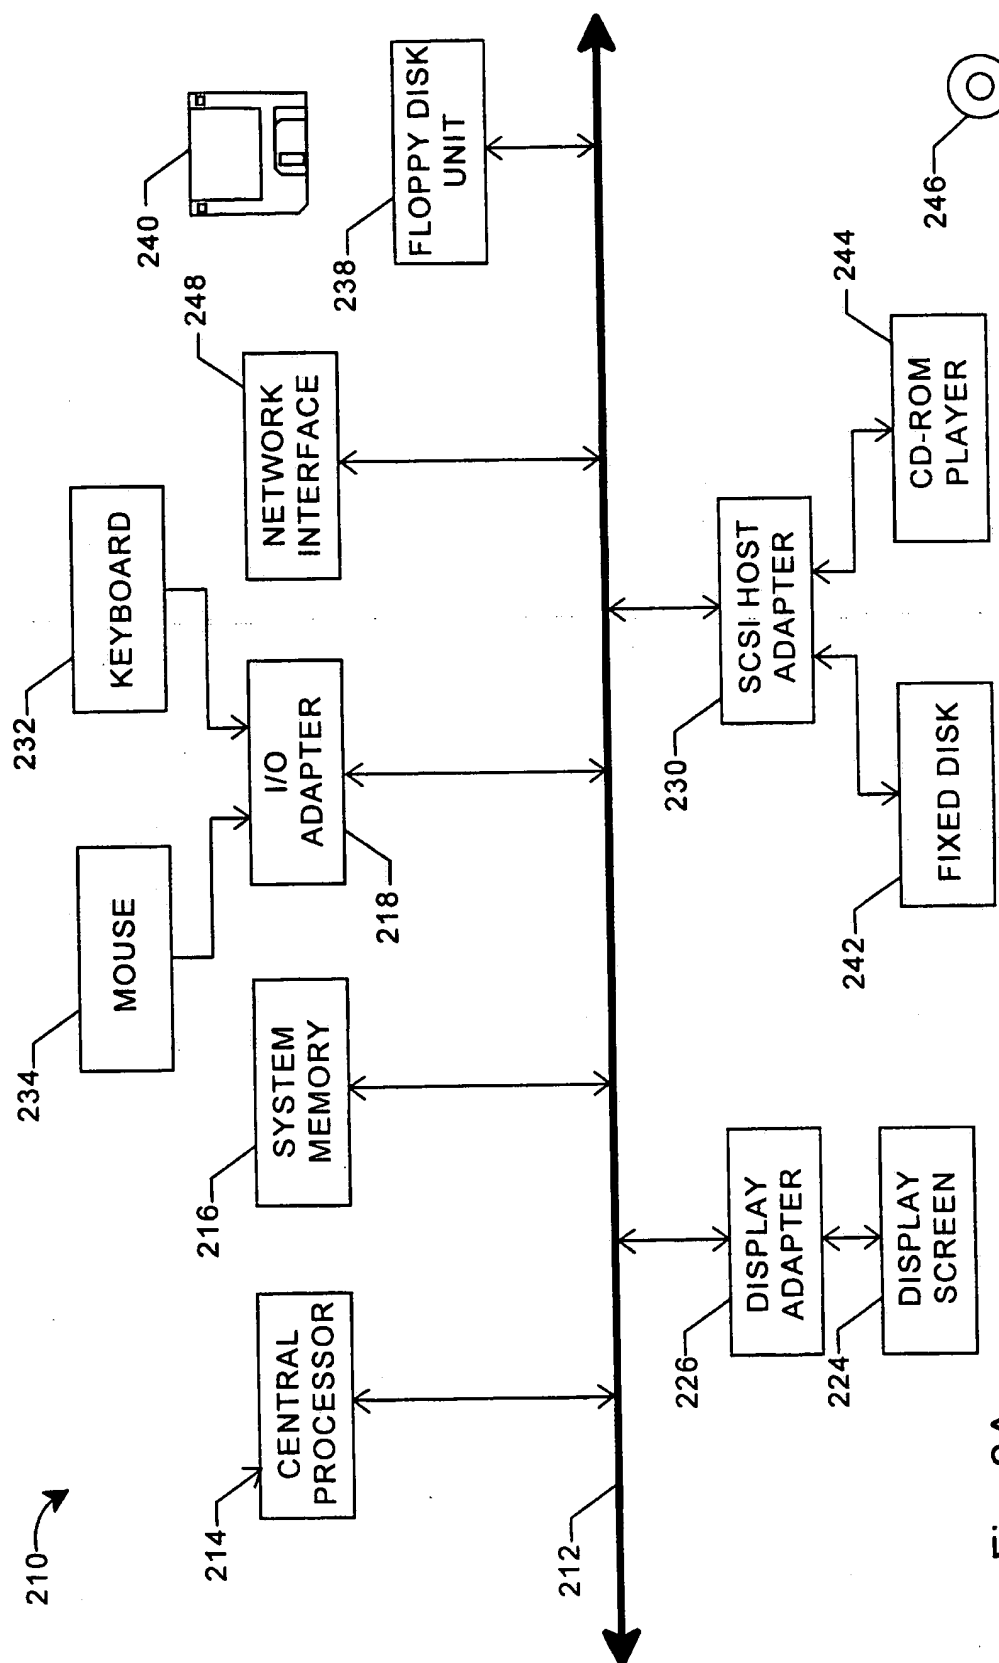 210
214
CENTRAL
PROCESSOR
216
SYSTEM
MEMORY
234
MOUSE
232
KEYBOARD
I/O
ADAPTER
218
248
NETWORK
INTERFACE
240
238
FLOPPY DISK
UNIT
212
226
DISPLAY
ADAPTER
224
DISPLAY
SCREEN
230
SCSI HOST
ADAPTER
242
FIXED DISK
244
CD-ROM
PLAYER
246